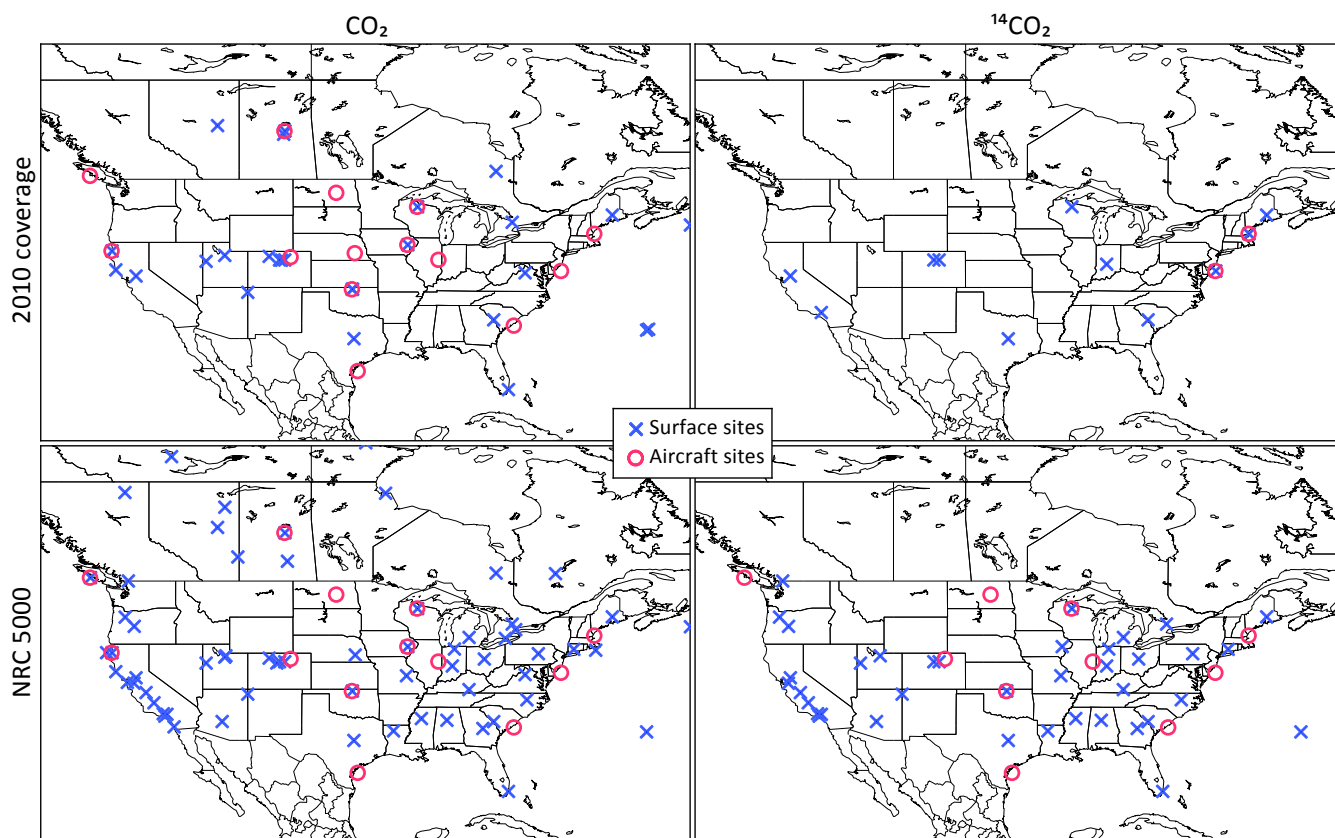 CO₂
¹⁴CO₂
2010 coverage
Surface sites
Aircraft sites
NRC 5000